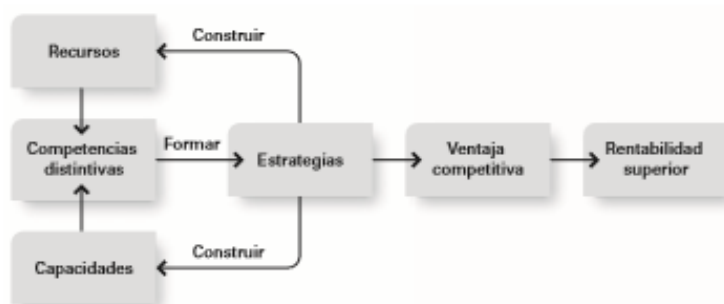 Construir
Recursos
Competencias
distintivas
Formar
Estrategias
Ventaja
competitiva
Rentabilidad
superior
Construir
Capacidades